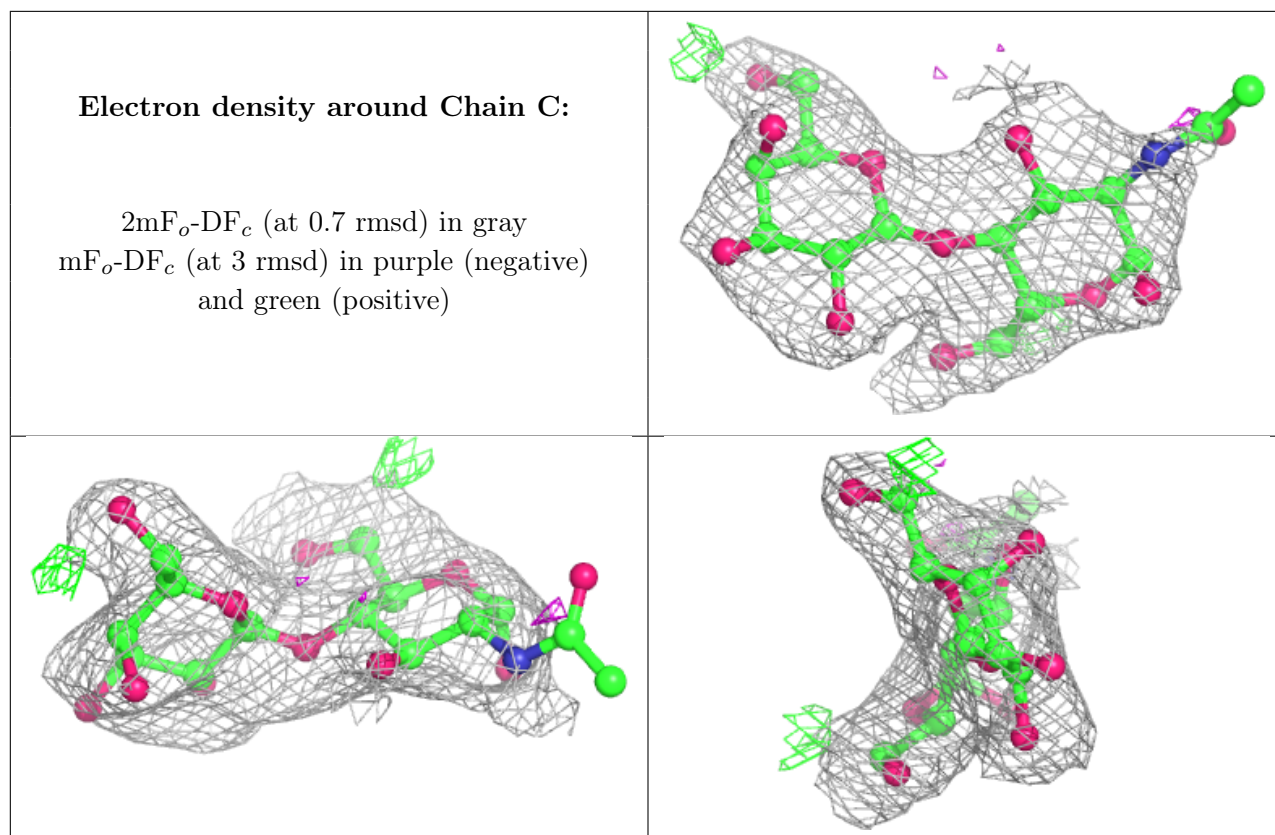 Electron density around Chain C:
2mFo-DFc (at 0.7 rmsd) in gray
mFo-DFc (at 3 rmsd) in purple (negative)
and green (positive)